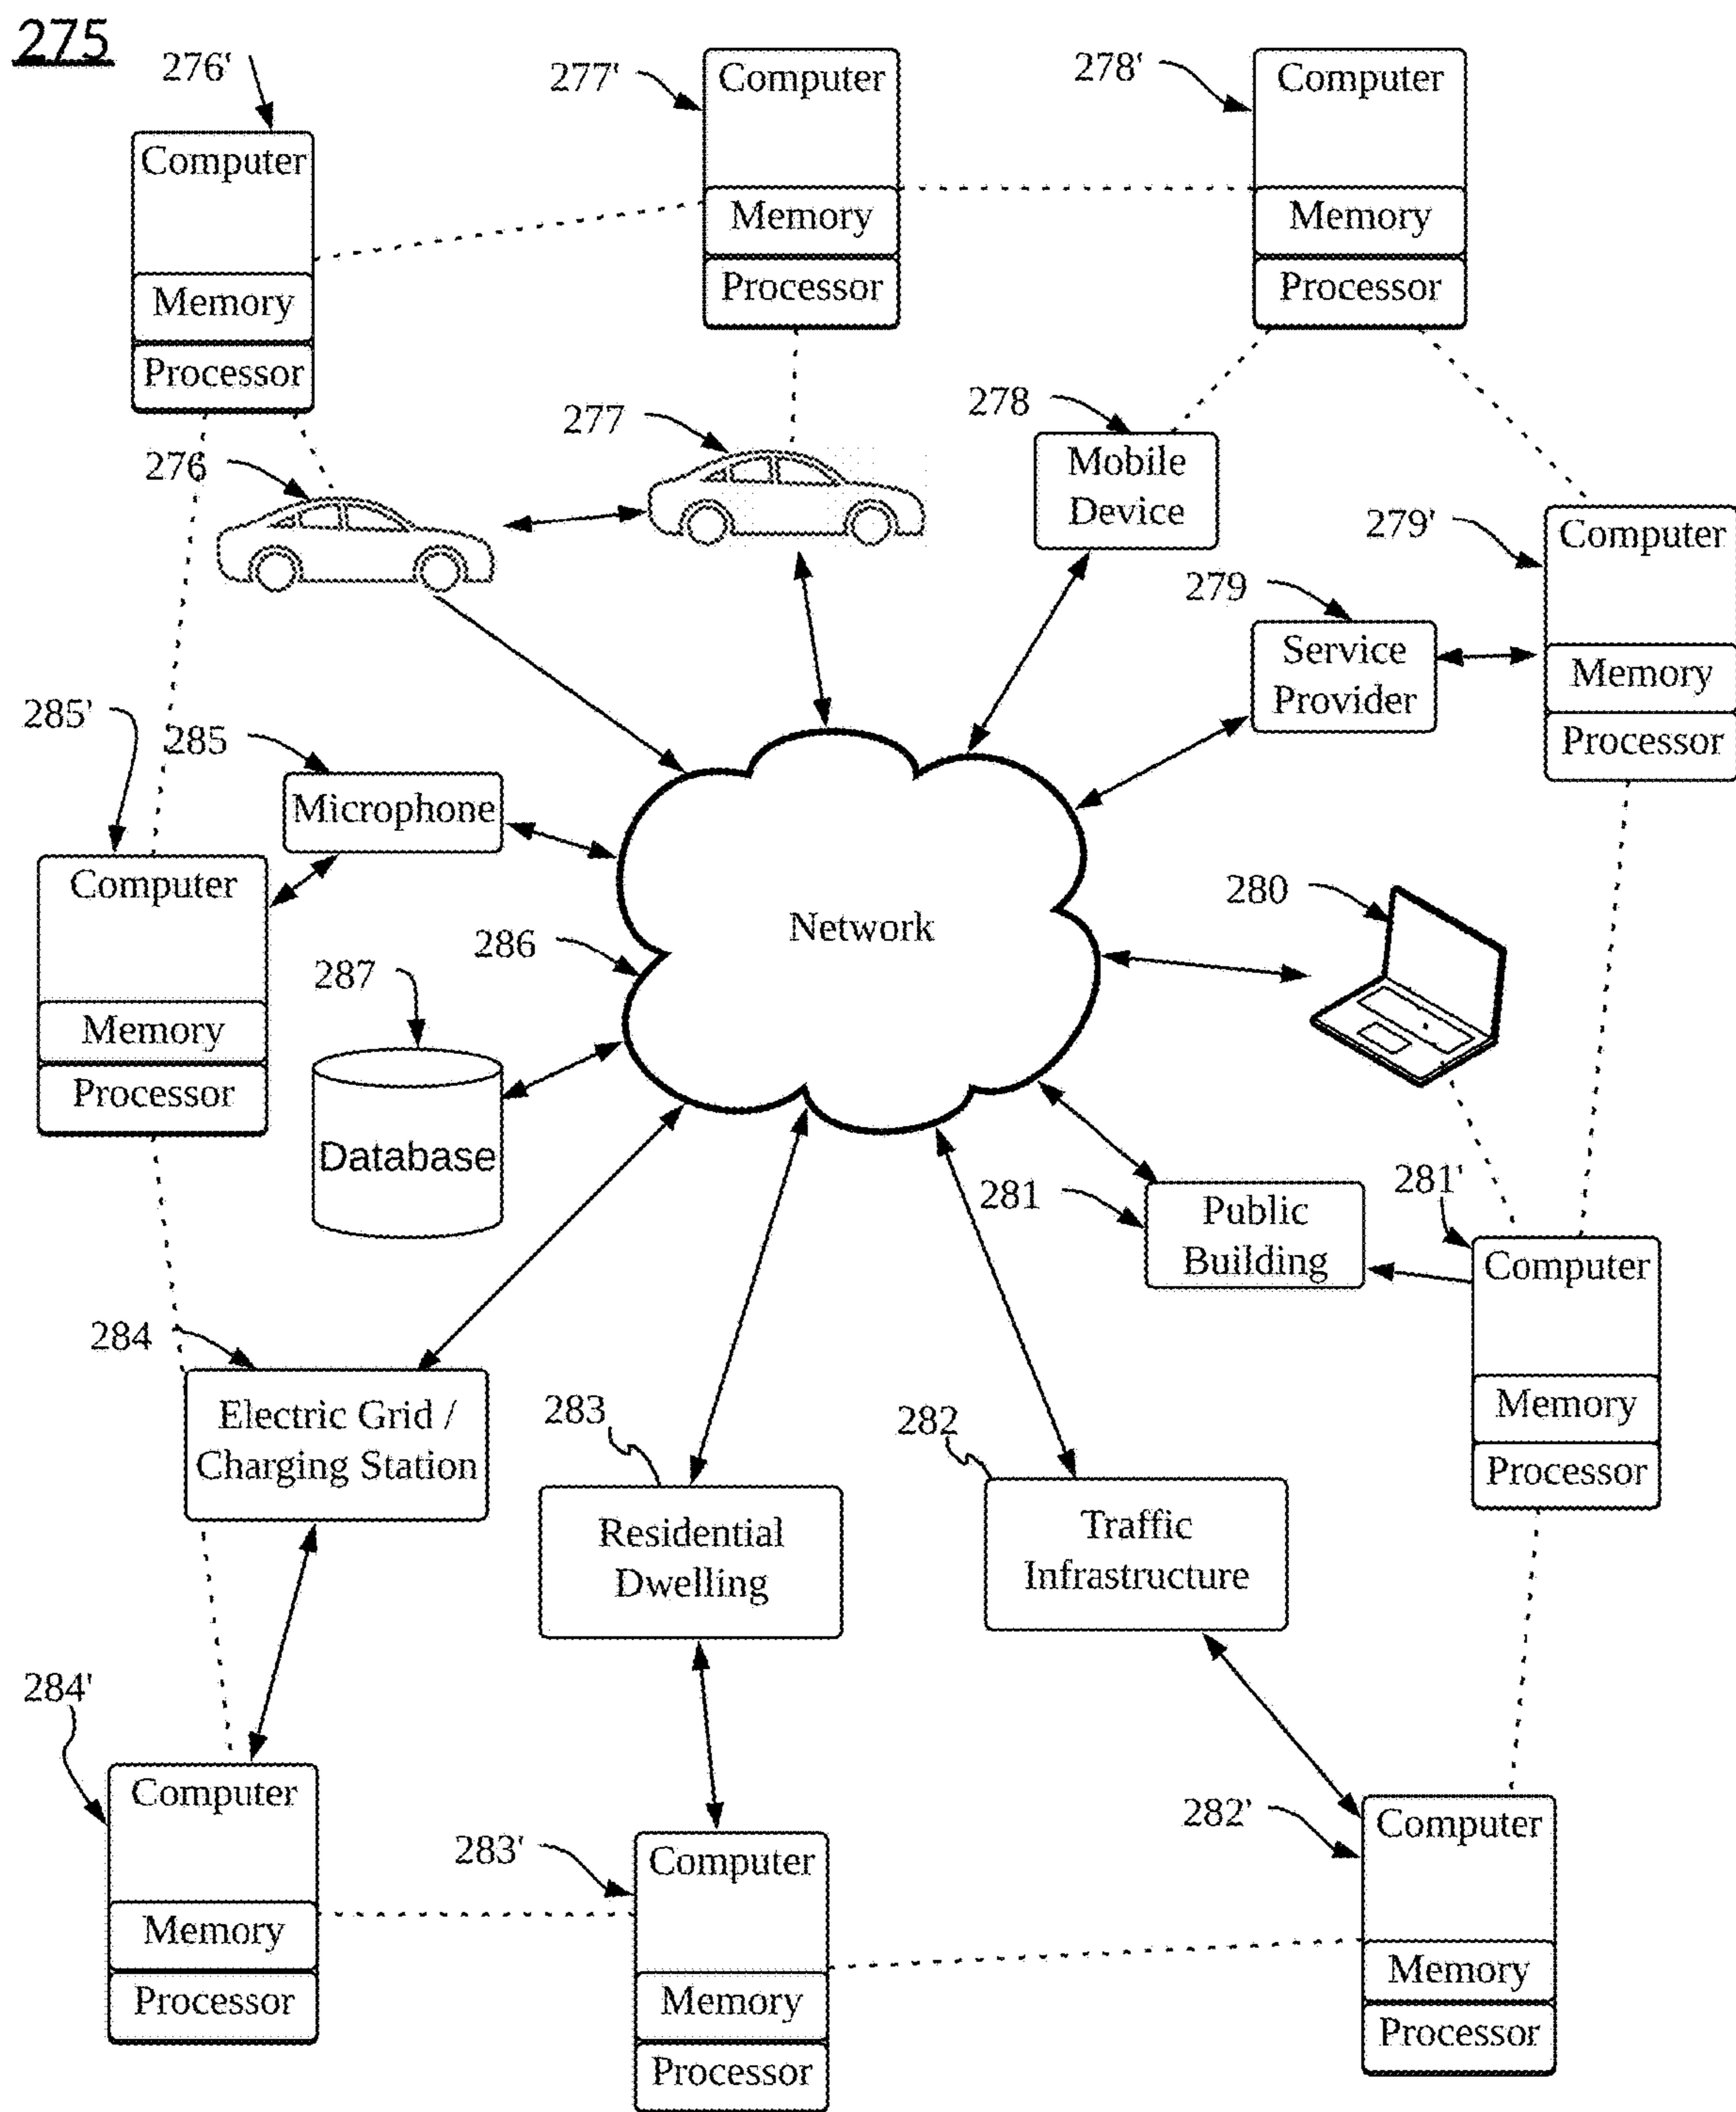 275
276'
277'
278'
Computer
Memory
Processor
Computer
Memory
Processor
Computer
Memory
Processor
276
277
278
Mobile
Device
279'
Computer
Memory
Processor
279
Service
Provider
285'
285
Microphone
Computer
Memory
Processor
Network
286
287
Database
280
281
Public
Building
281'
Computer
Memory
Processor
284
Electric Grid /
Charging Station
283
Residential
Dwelling
282
Traffic
Infrastructure
284'
Computer
Memory
Processor
283'
Computer
Memory
Processor
282'
Computer
Memory
Processor